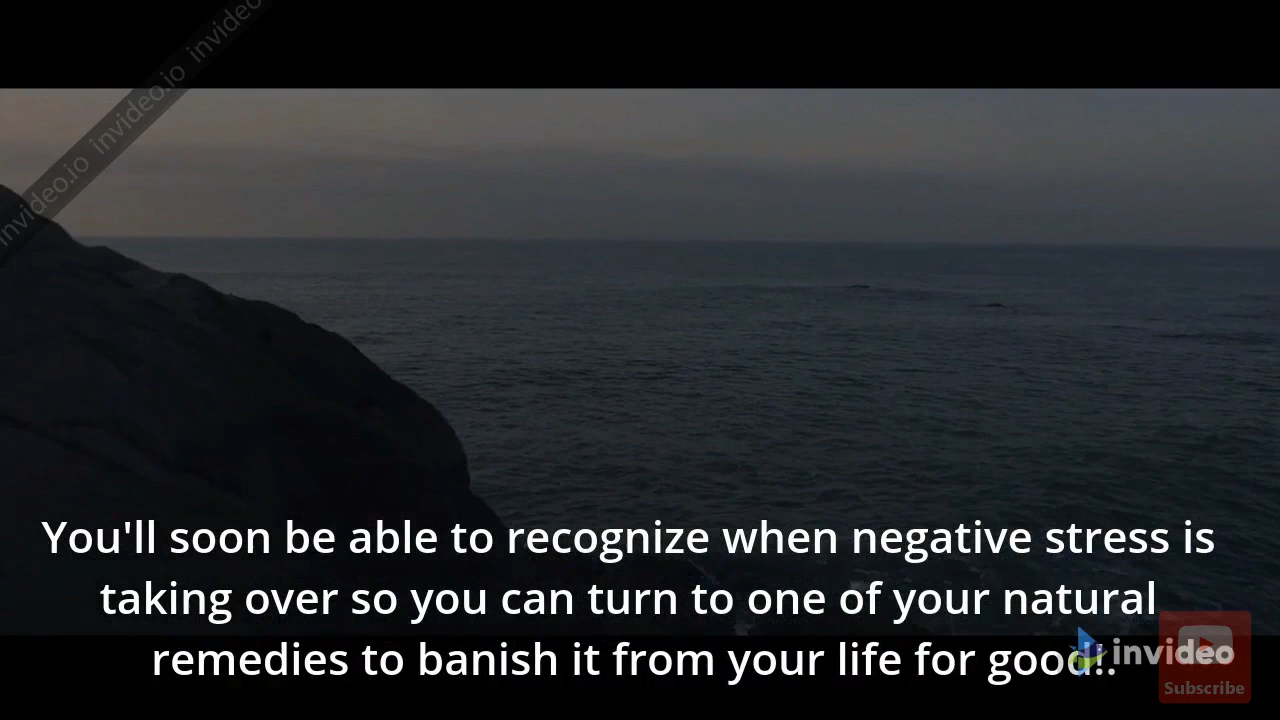 invideo.io invideo.io invideo
You'll soon be able to recognize when negative stress is
taking over so you can turn to one of your natural
remedies to banish it from your life for good!.
invideo
Subscribe